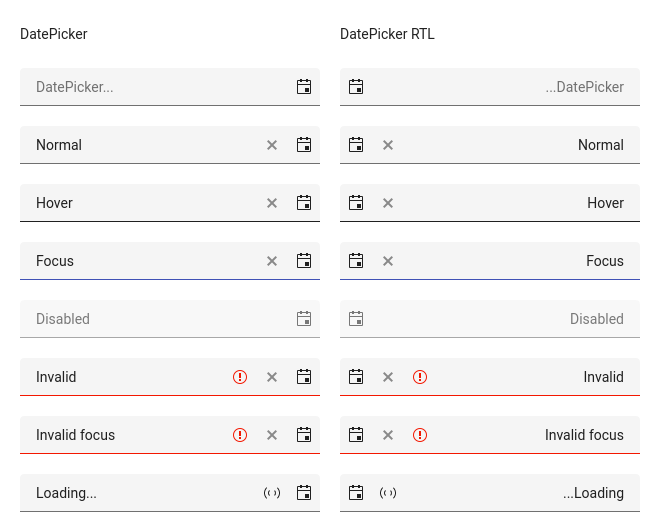 DatePicker DatePicker RTL
DatePicker... ...DatePicker
Normal Normal
Hover Hover
Focus Focus
Disabled Disabled
Invalid Invalid
Invalid focus Invalid focus
Loading... ...Loading